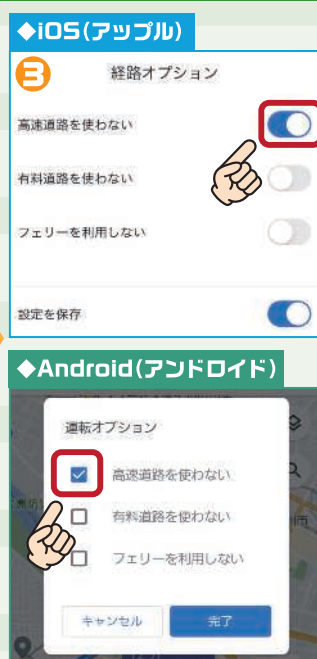 ◆iOS(アップル)
3
経路オプション
高速道路を使わない
有料道路を使わない
フェリーを利用しない
設定を保存
◆Android(アンドロイド)
運転オプション
高速道路を使わない
有料道路を使わない
フェリーを利用しない
キャンセル
完了